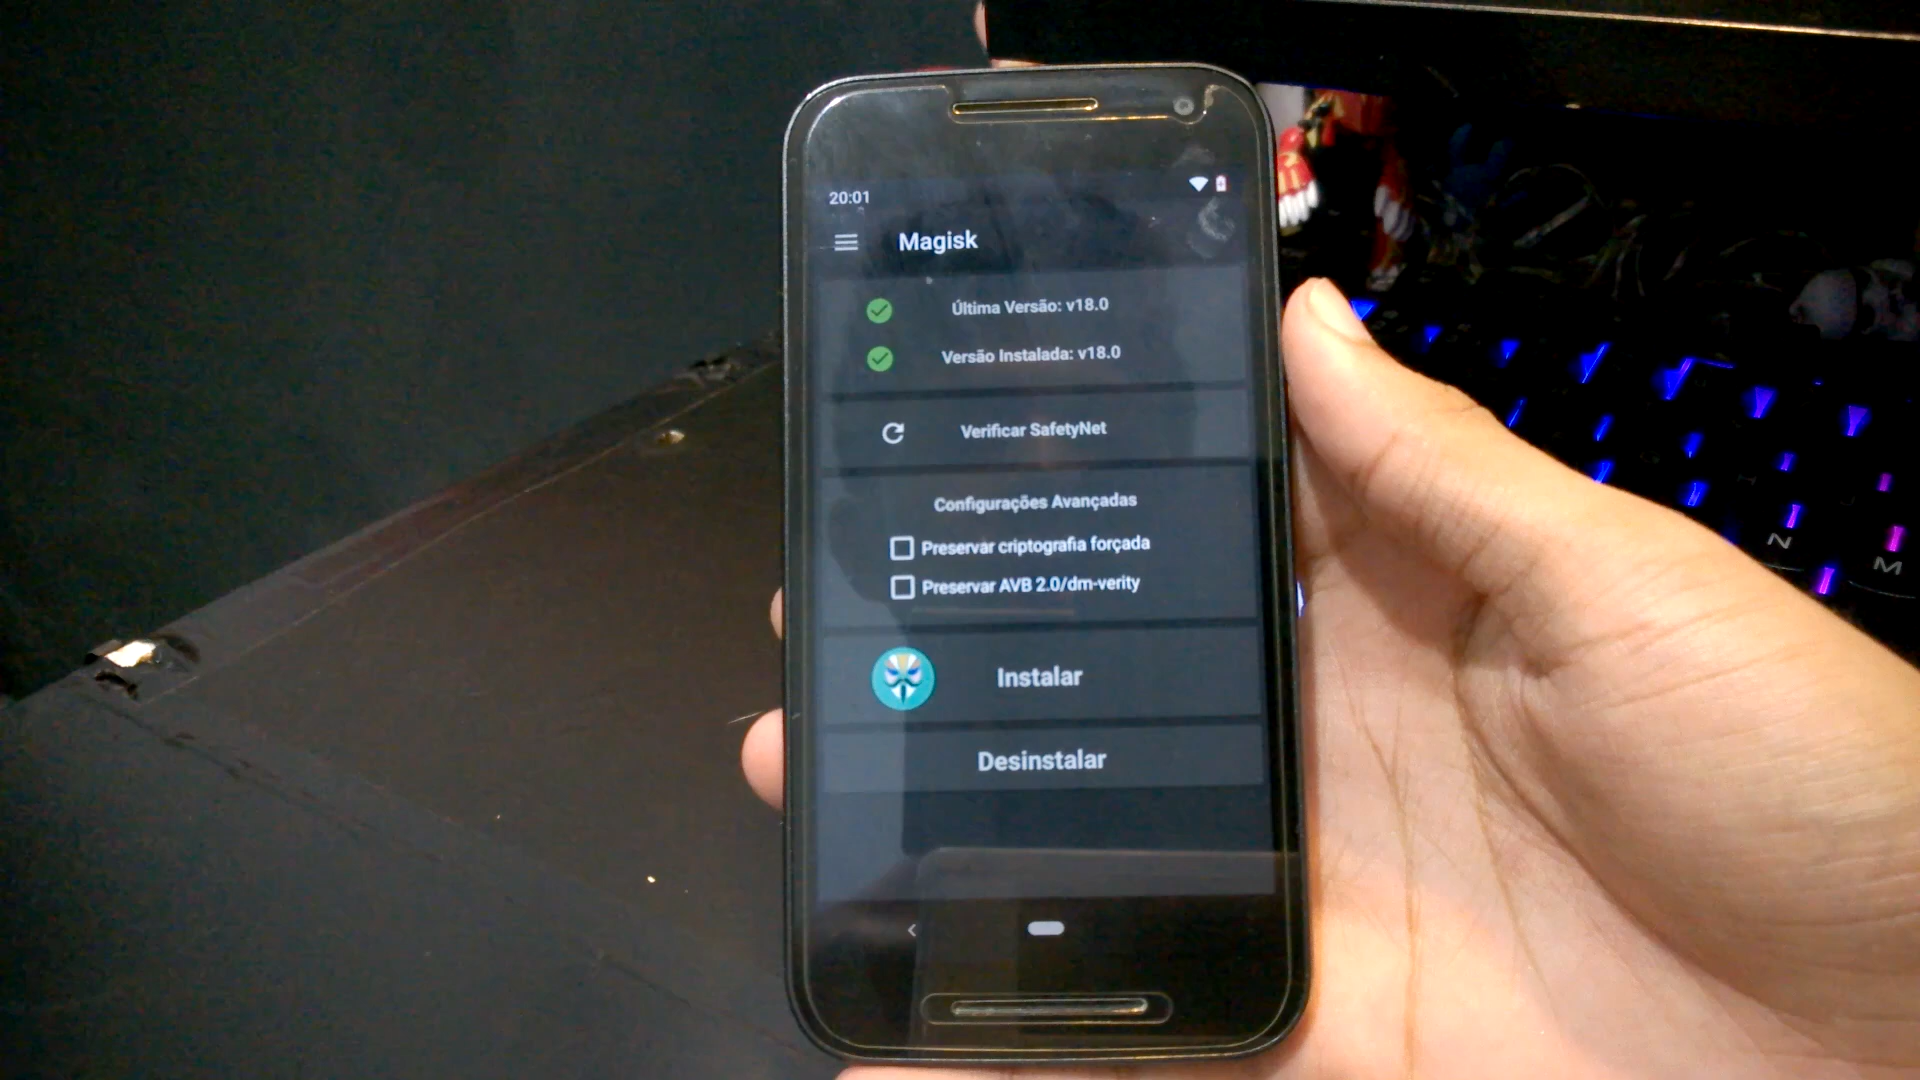 20:01
Magisk
Última Versão: v18.0
Versão Instalada: v18.0
Verificar SafetyNet
Configurações Avançadas
Preservar criptografia forçada
Preservar AVB 2.0/dm-verity
Instalar
Desinstalar
N
M